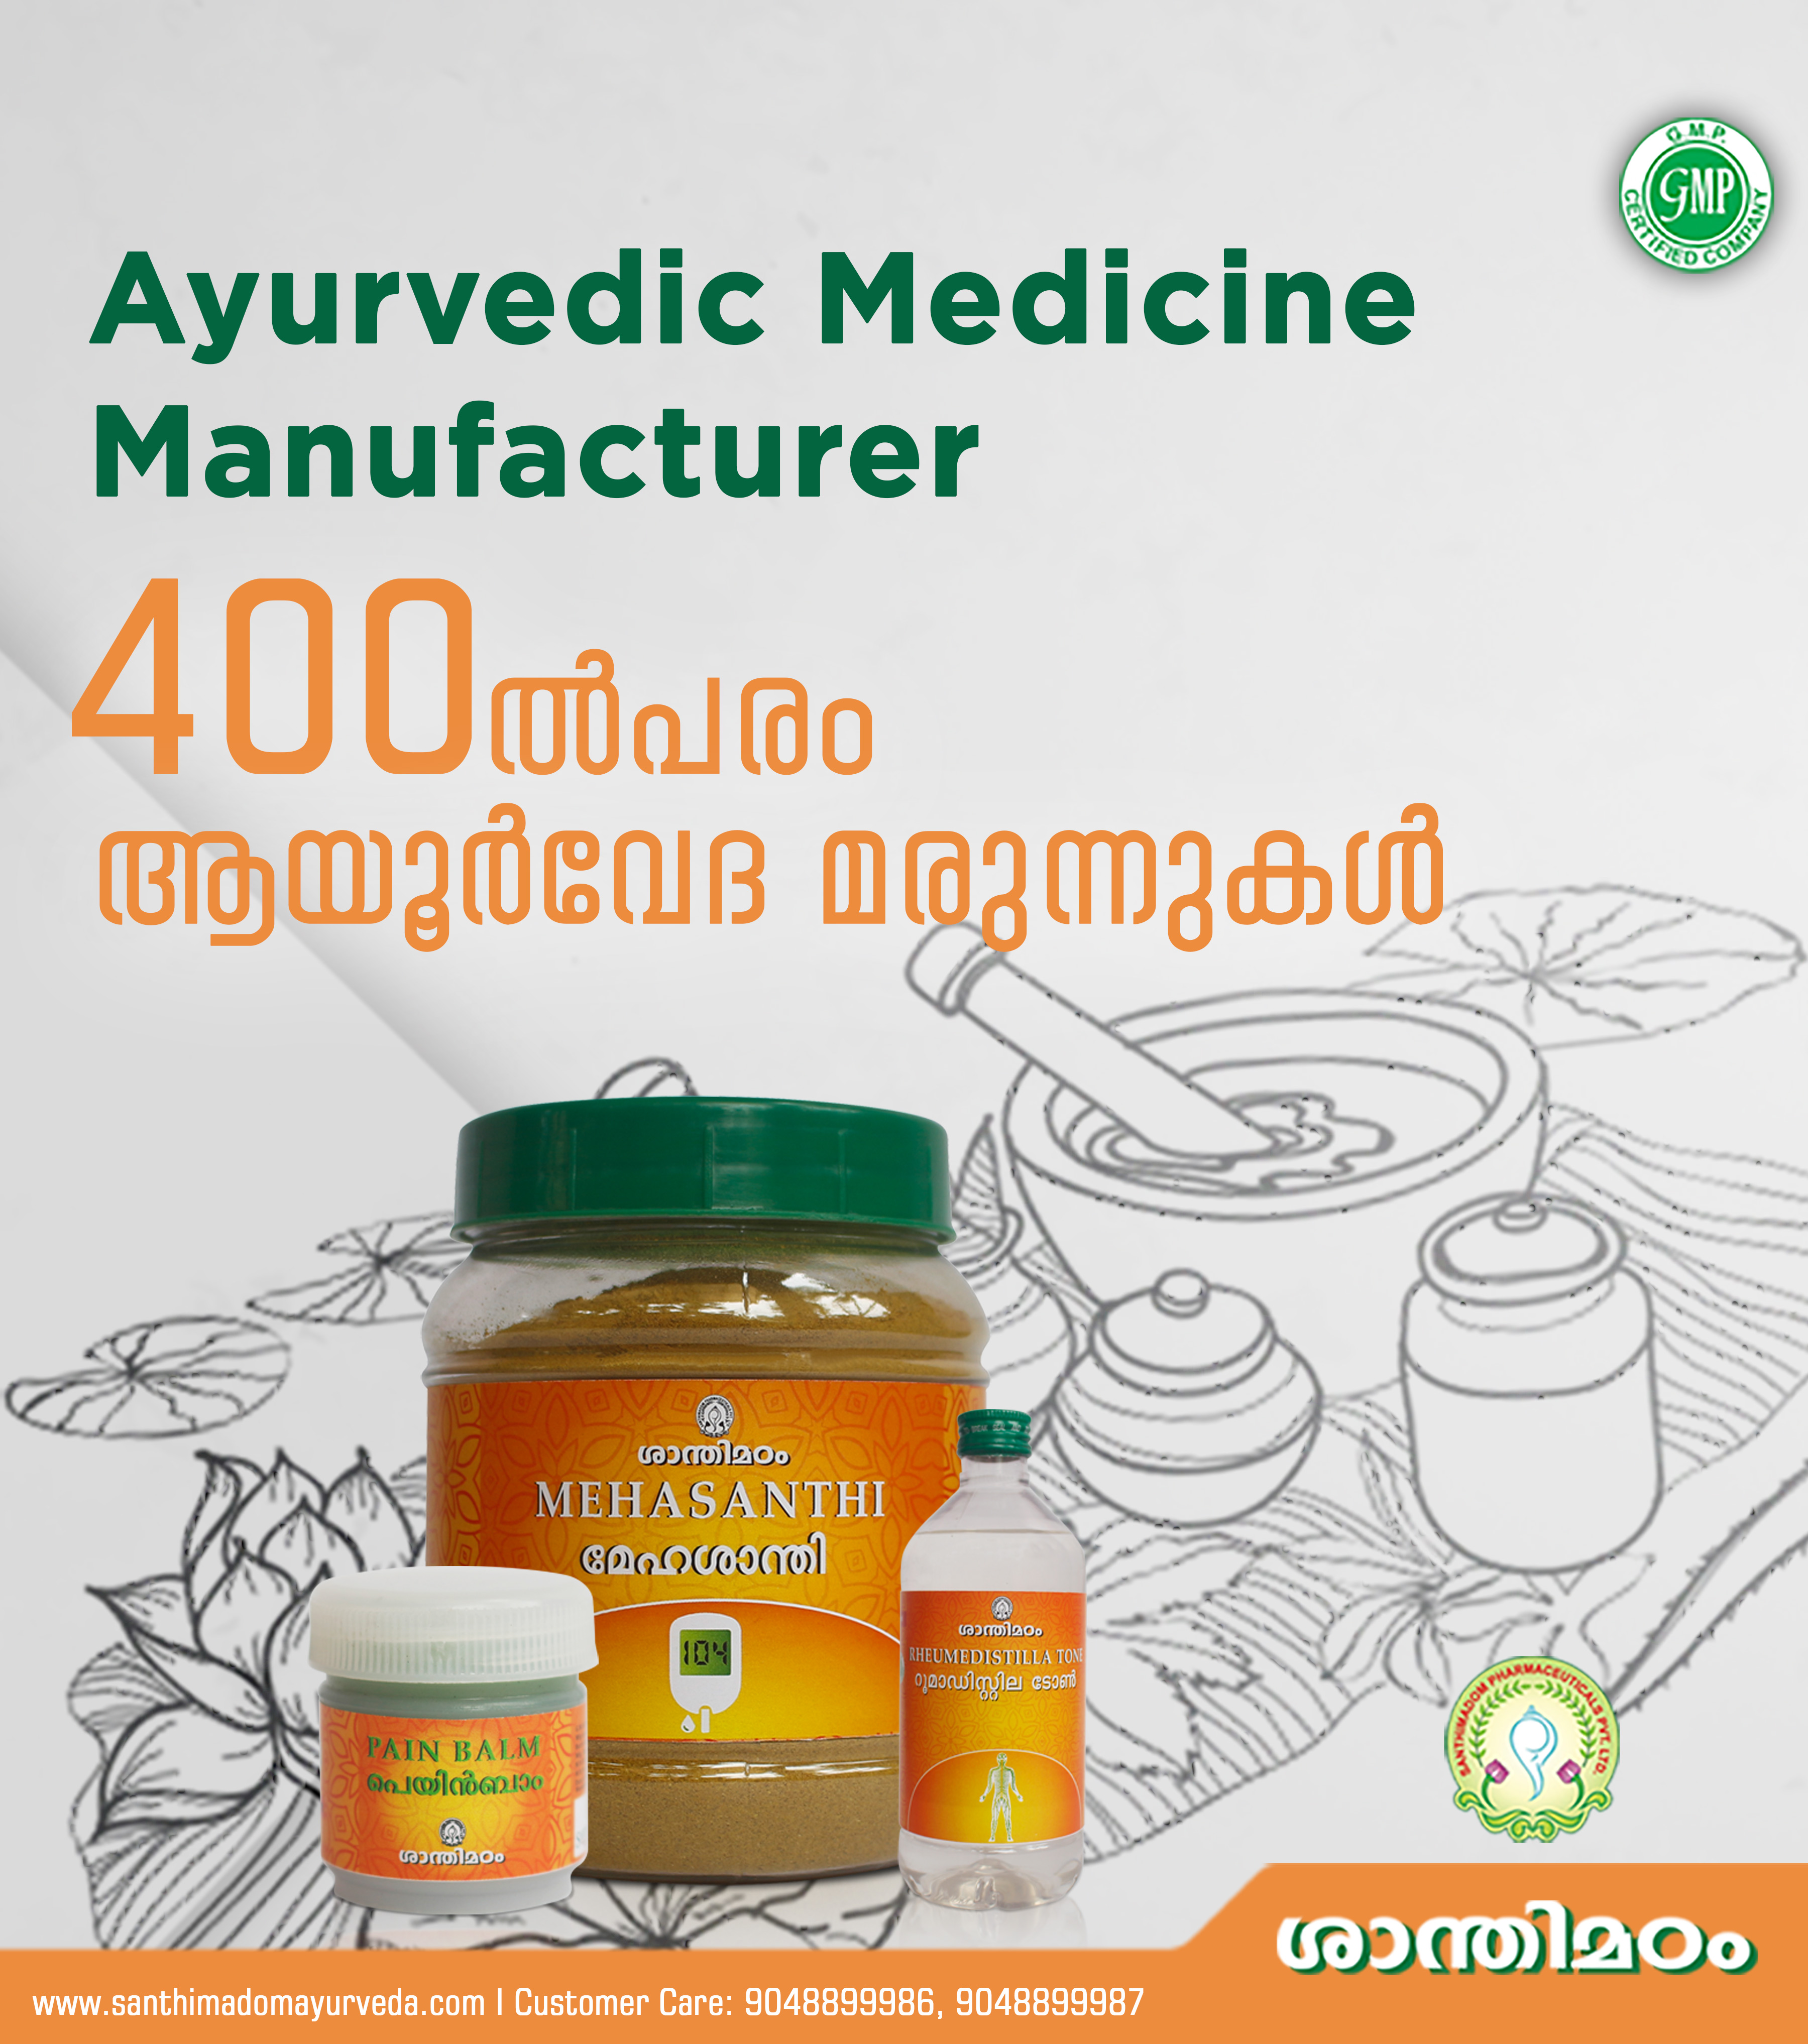 G.M.P.
GMP
CERTIFIED COMPANY
Ayurvedic Medicine
Manufacturer
400ൽപരം
ആയൂർവേദ മരുന്നുകൾ
ശാന്തിമഠം
MEHASANTHI
മേഹശാന്തി
104
ശാന്തിമഠം
RHEUMEDISTILLA TONE
റൂമാഡിസ്റ്റില ടോൺ
PAIN BALM
പെയിൻബാം
ശാന്തിമഠം
SANTHIMADOM PHARMACEUTICALS PVT. LTD.
ശാന്തിമഠം
www.santhimadomayurveda.com I Customer Care: 9048899986, 9048899987